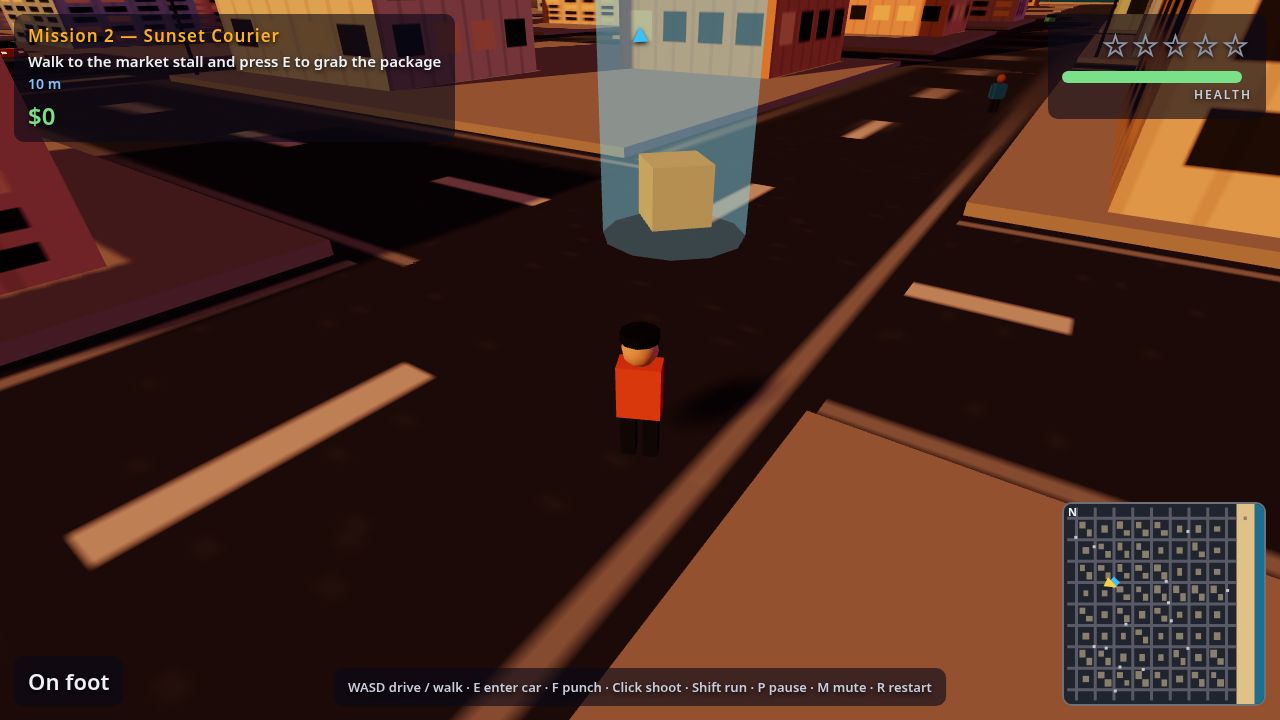 Mission 2 — Sunset Courier
Walk to the market stall and press E to grab the package
10 m
$0
HEALTH
N
On foot
WASD drive / walk · E enter car · F punch · Click shoot · Shift run · P pause · M mute · R restart